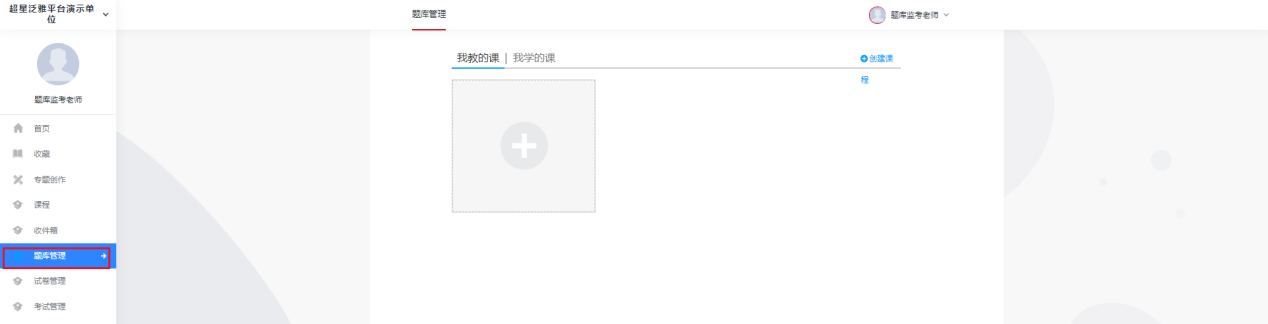 超星泛雅平台演示单
位
题库管理
题库监考老师
题库监考老师
首页
收藏
专题创作
课程
收件箱
题库管理
试卷管理
考试管理
我教的课 | 我学的课
创建课
程